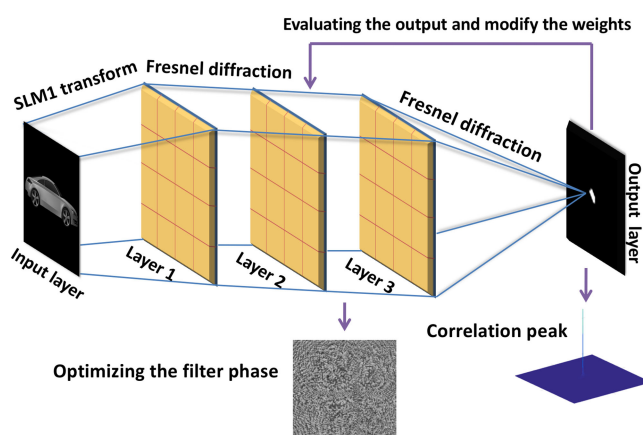 Evaluating the output and modify the weights
SLM1 transform
Fresnel diffraction
Fresnel diffraction
Input layer
Layer 1
Layer 2
Layer 3
Output layer
Correlation peak
Optimizing the filter phase